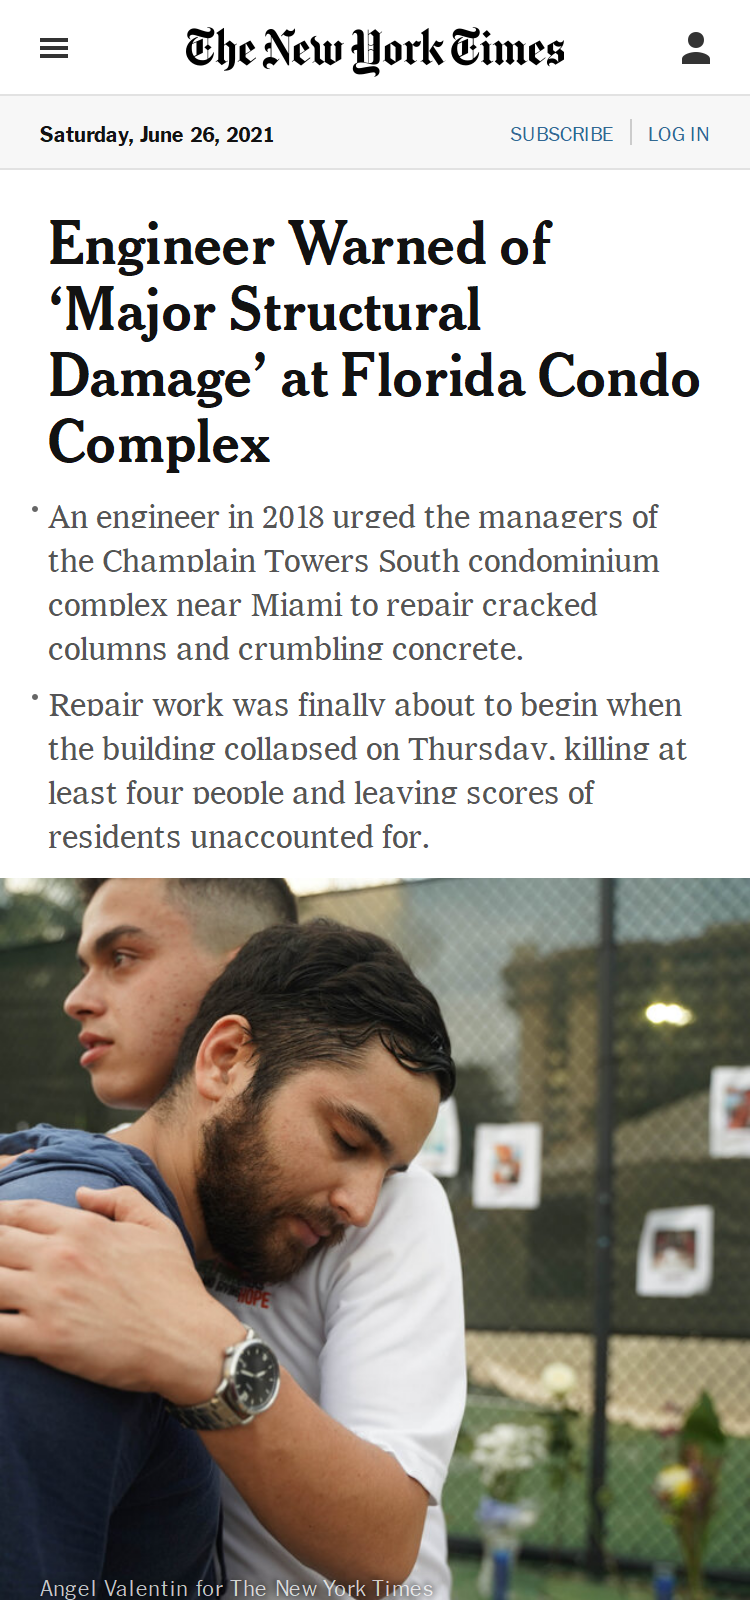 The New York Times
Saturday, June 26, 2021
SUBSCRIBE
LOG IN
Engineer Warned of
‘Major Structural
Damage’ at Florida Condo
Complex
• An engineer in 2018 urged the managers of
the Champlain Towers South condominium
complex near Miami to repair cracked
columns and crumbling concrete.
• Repair work was finally about to begin when
the building collapsed on Thursday, killing at
least four people and leaving scores of
residents unaccounted for.
HOPE
Angel Valentin for The New York Times